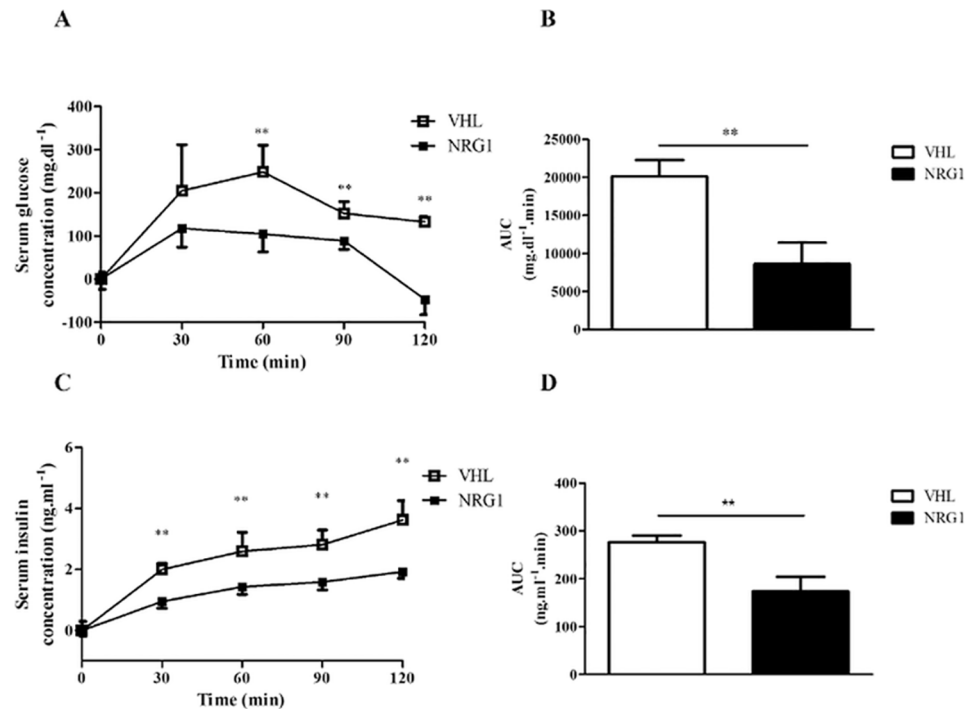 A
Serum glucose
concentration (mg.dl⁻¹)
400
300
200
100
0
-100
**
**
**
VHL
NRG1
0 30 60 90 120
Time (min)
B
AUC
(mg.dl⁻¹.min)
25000
20000
15000
10000
5000
0
**
VHL
NRG1
C
Serum insulin
concentration (ng.ml⁻¹)
6
4
2
0
**
**
**
**
VHL
NRG1
0 30 60 90 120
Time (min)
D
AUC
(ng.ml⁻¹.min)
400
300
200
100
0
**
VHL
NRG1